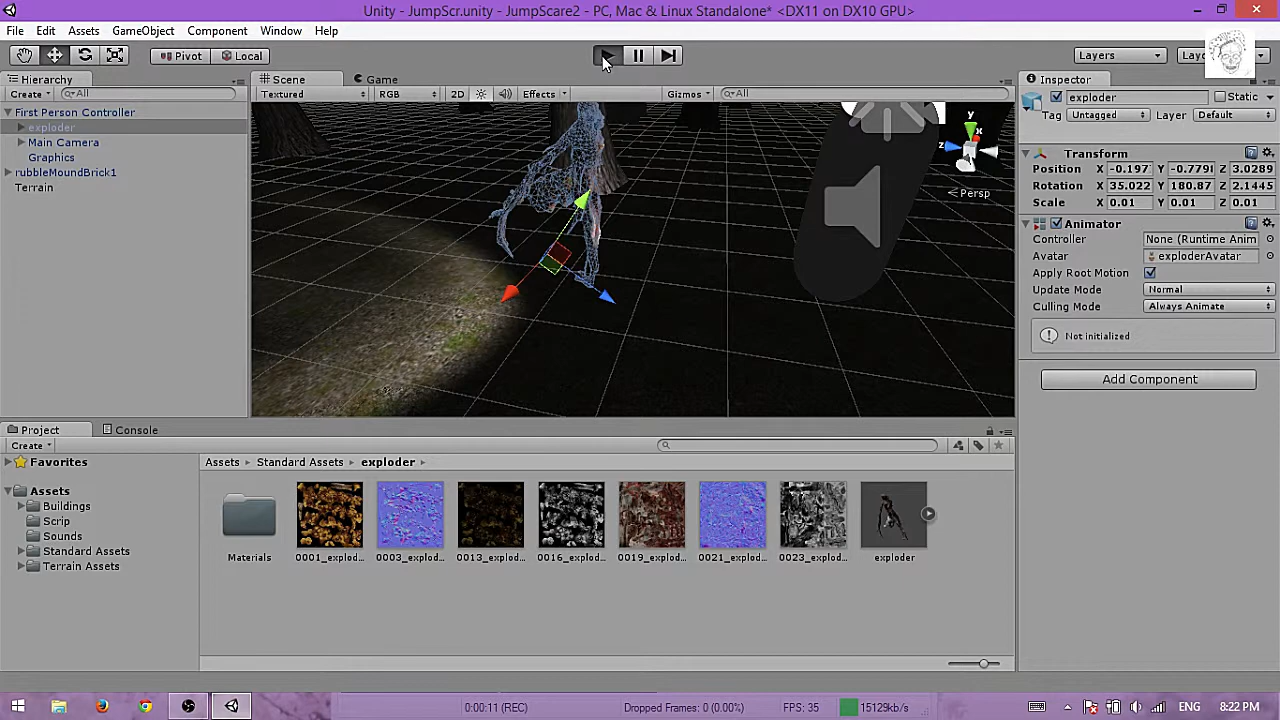 Unity - JumpScr.unity - JumpScare2 - PC, Mac & Linux Standalone* <DX11 on DX10 GPU>
File Edit Assets GameObject Component Window Help
Pivot Local Layers
Hierarchy Scene Game Inspector
Create All Textured RGB 2D Effects Gizmos All
exploder Static
Tag Untagged Layer Default
First Person Controller
exploder
Main Camera
Graphics
rubbleMoundBrick1
Terrain
y
x
z
Persp
Transform
Position X -0.197 Y -0.779 Z 3.0289
Rotation X 35.022 Y 180.87 Z 2.1445
Scale X 0.01 Y 0.01 Z 0.01
Animator
Controller None (Runtime Anim
Avatar exploderAvatar
Apply Root Motion
Update Mode Normal
Culling Mode Always Animate
Not initialized
Add Component
Project Console
Create
Favorites
Assets
Buildings
Scrip
Sounds
Standard Assets
Terrain Assets
Assets Standard Assets exploder
Materials 0001_explod... 0003_explod... 0013_explod... 0016_explod... 0019_explod... 0021_explod... 0023_explod... exploder
0:00:11 (REC) Dropped Frames: 0 (0.00%) FPS: 35 15129kb/s ENG 8:22 PM